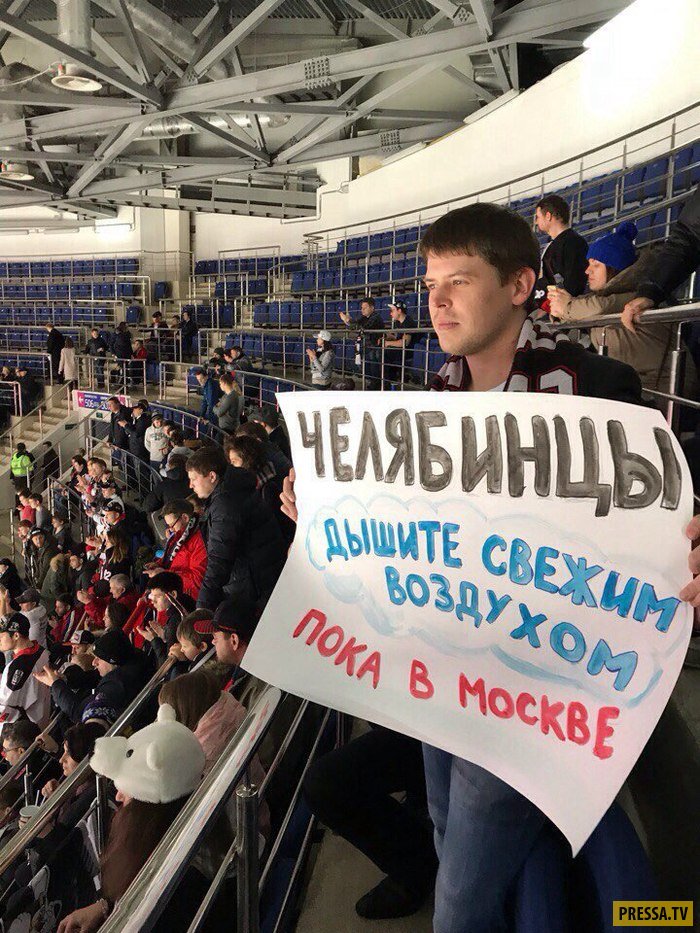 ЧЕЛЯБИНЦЫ
ДЫШИТЕ СВЕЖИМ
ВОЗДУХОМ
ПОКА В МОСКВЕ
PRESSA.TV